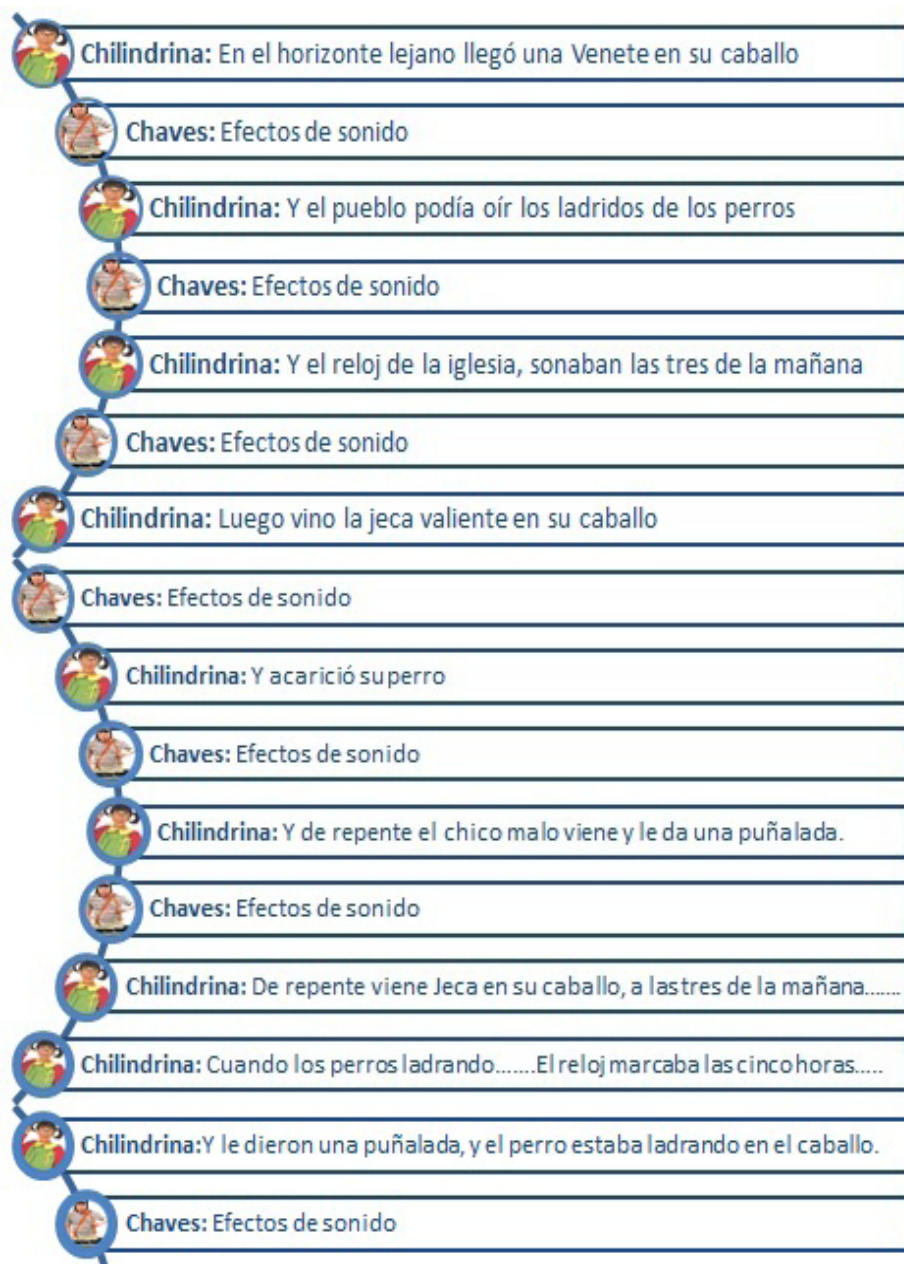 Chilindrina: En el horizonte lejano llegó una Venete en su caballo
Chaves: Efectos de sonido
Chilindrina: Y el pueblo podía oír los ladridos de los perros
Chaves: Efectos de sonido
Chilindrina: Y el reloj de la iglesia, sonaban las tres de la mañana
Chaves: Efectos de sonido
Chilindrina: Luego vino la jeca valiente en su caballo
Chaves: Efectos de sonido
Chilindrina: Y acarició su perro
Chaves: Efectos de sonido
Chilindrina: Y de repente el chico malo viene y le da una puñalada.
Chaves: Efectos de sonido
Chilindrina: De repente viene Jeca en su caballo, a las tres de la mañana.......
Chilindrina: Cuando los perros ladrando.......El reloj marcaba las cinco horas.....
Chilindrina:Y le dieron una puñalada, y el perro estaba ladrando en el caballo.
Chaves: Efectos de sonido